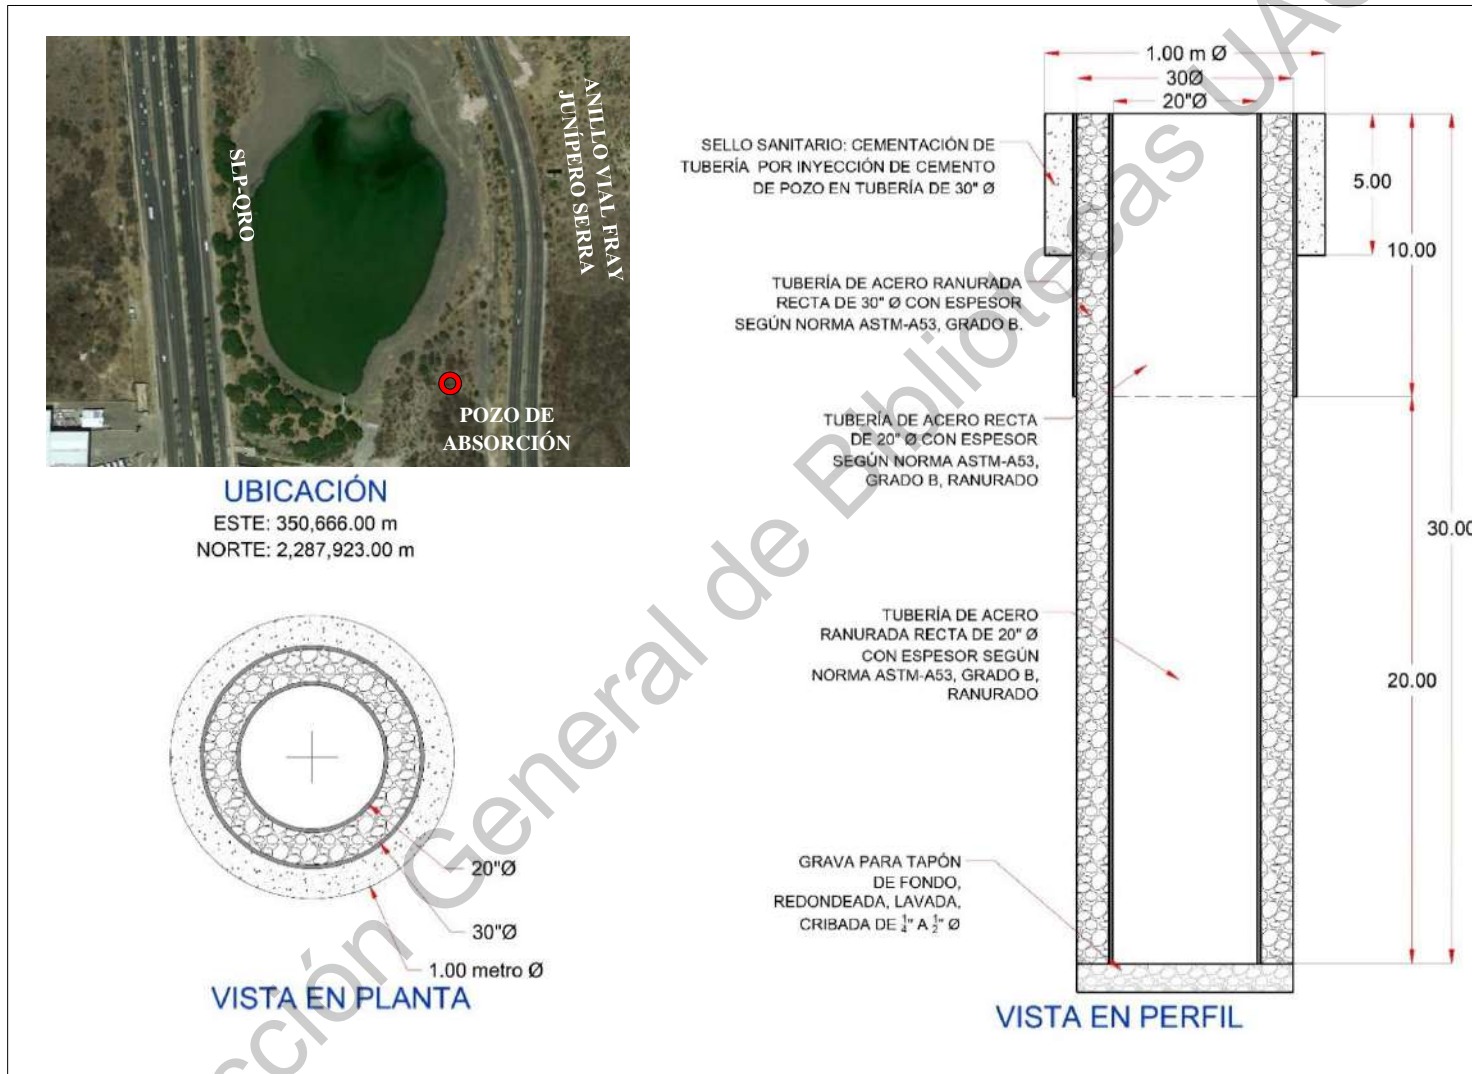 SLP-QRO
ANILLO VIAL FRAY
JUNÍPERO SERRA
POZO DE
ABSORCIÓN
UBICACIÓN
ESTE: 350,666.00 m
NORTE: 2,287,923.00 m
20"Ø
30"Ø
1.00 metro Ø
VISTA EN PLANTA
1.00 m Ø
30Ø
20"Ø
SELLO SANITARIO: CEMENTACIÓN DE
TUBERÍA POR INYECCIÓN DE CEMENTO
DE POZO EN TUBERÍA DE 30" Ø
5.00
10.00
TUBERÍA DE ACERO RANURADA
RECTA DE 30" Ø CON ESPESOR
SEGÚN NORMA ASTM-A53, GRADO B.
TUBERÍA DE ACERO RECTA
DE 20" Ø CON ESPESOR
SEGÚN NORMA ASTM-A53,
GRADO B, RANURADO
30.00
TUBERÍA DE ACERO
RANURADA RECTA DE 20" Ø
CON ESPESOR SEGÚN
NORMA ASTM-A53, GRADO B,
RANURADO
20.00
GRAVA PARA TAPÓN
DE FONDO,
REDONDEADA, LAVADA,
CRIBADA DE 1/4" A 1/2" Ø
VISTA EN PERFIL
cción General de Bibliotecas UA